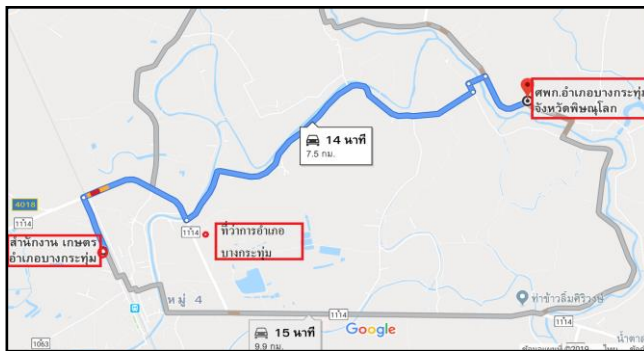 ศพก.อำเภอบางกระทุ่ม
จังหวัดพิษณุโลก
14 นาที
7.5 กม.
4018
1114
สำนักงาน เกษตร
อำเภอบางกระทุ่ม
1114
ที่ว่าการอำเภอ
บางกระทุ่ม
หมู่ 4
1114
15 นาที
9.9 กม.
Google
ท่าข้าวลิ้มศิริวงษ์
1114
1063